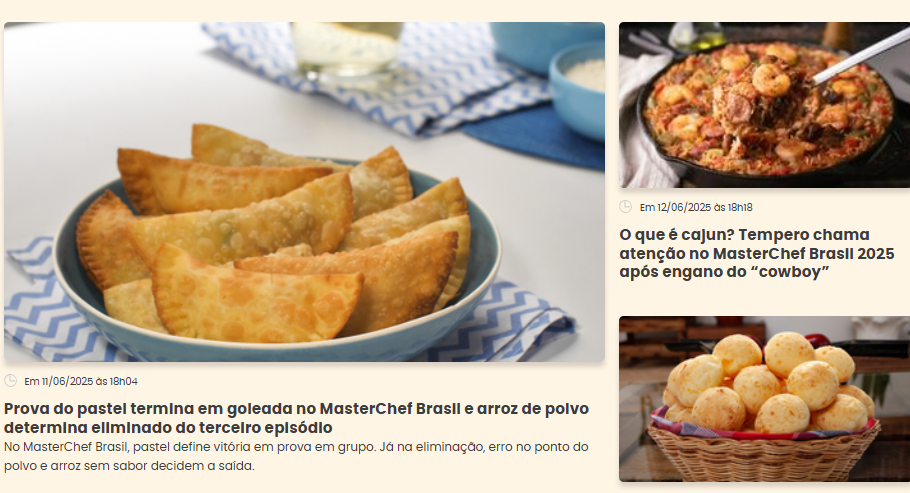 Em 11/06/2025 às 18h04
Prova do pastel termina em goleada no MasterChef Brasil e arroz de polvo
determina eliminado do terceiro episódio
No MasterChef Brasil, pastel define vitória em prova em grupo. Já na eliminação, erro no ponto do
polvo e arroz sem sabor decidem a saída.
Em 12/06/2025 às 18h18
O que é cajun? Tempero chama
atenção no MasterChef Brasil 2025
após engano do “cowboy”